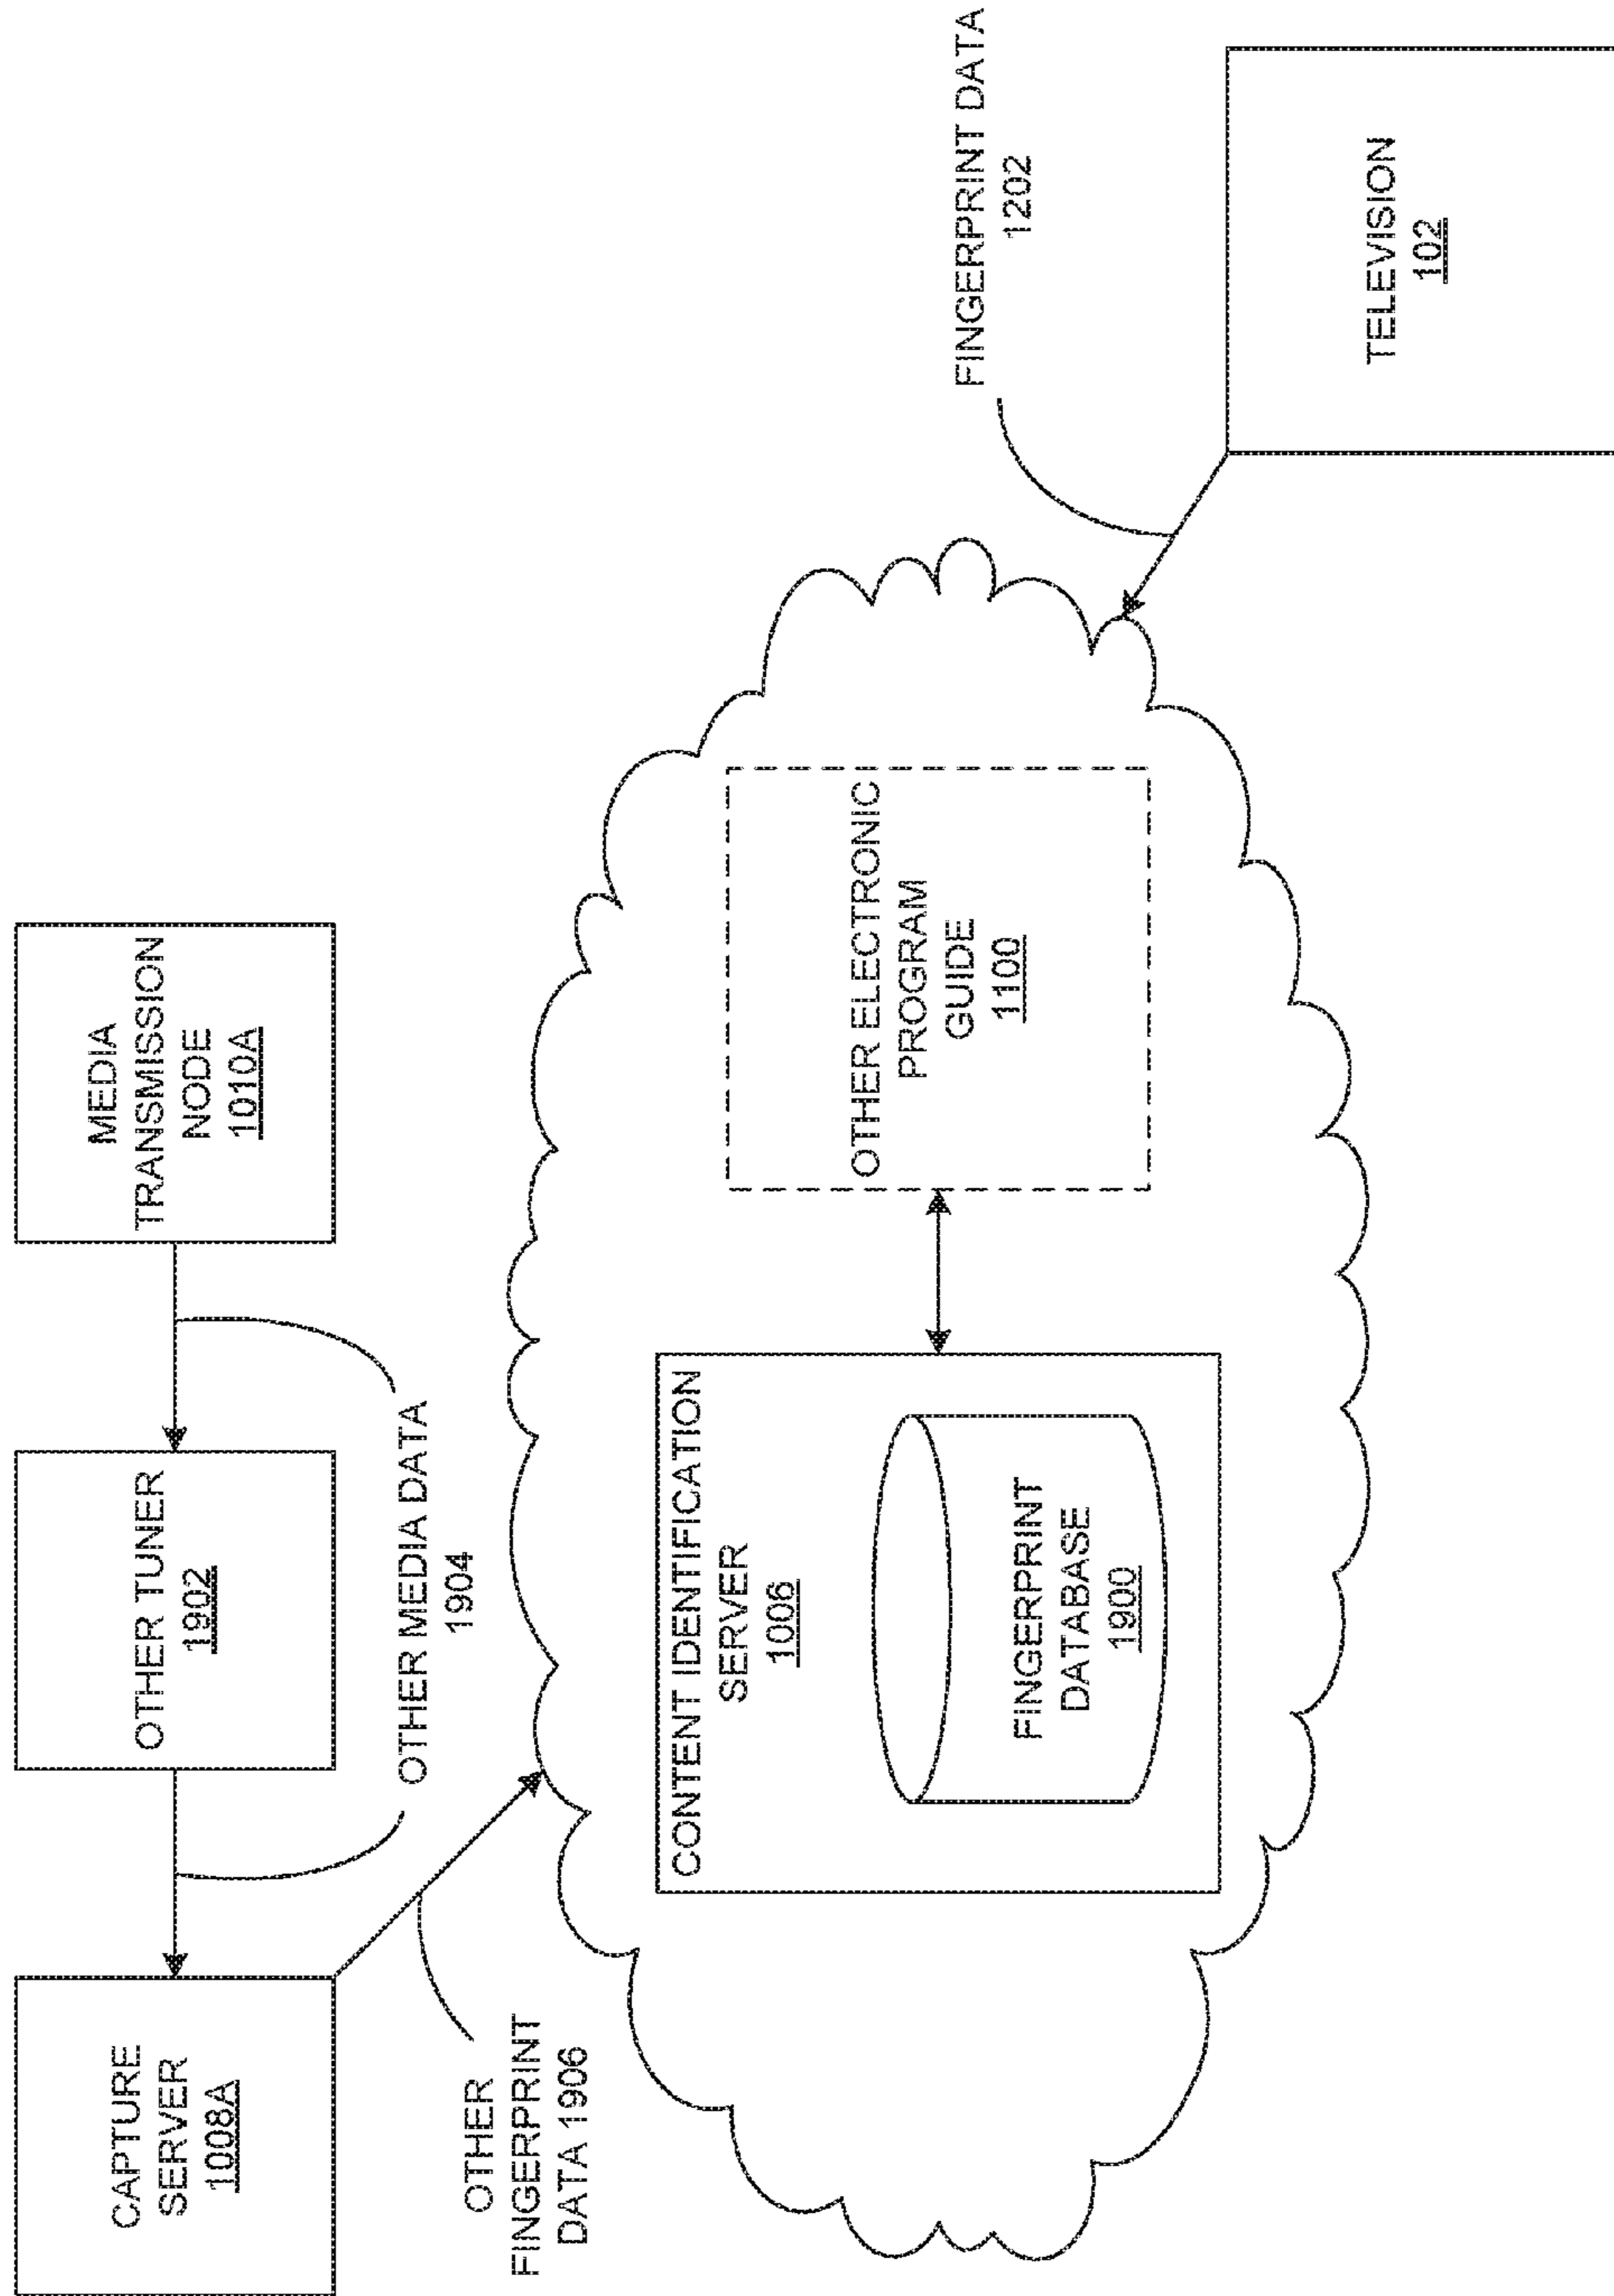 CAPTURE
SERVER
1008A
OTHER TUNER
1902
MEDIA
TRANSMISSION
NODE
1010A
OTHER MEDIA DATA
1904
OTHER
FINGERPRINT
DATA 1906
CONTENT IDENTIFICATION
SERVER
1006
FINGERPRINT
DATABASE
1900
OTHER ELECTRONIC
PROGRAM
GUIDE
1100
FINGERPRINT DATA
1202
TELEVISION
102